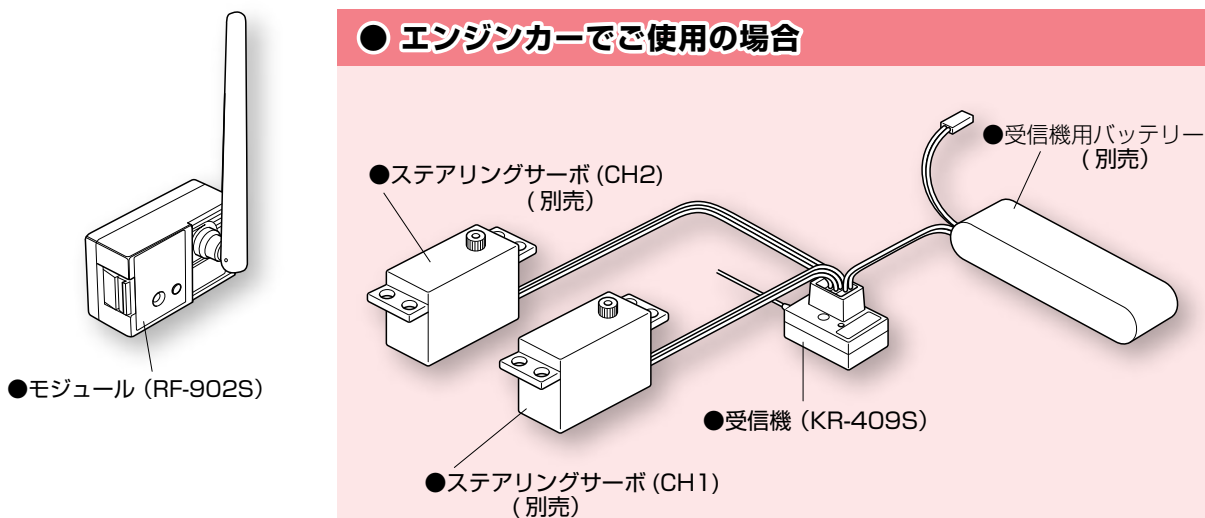 ● エンジンカーでご使用の場合
●受信機用バッテリー
(別売)
●ステアリングサーボ (CH2)
(別売)
●モジュール（RF-902S）
●受信機（KR-409S）
●ステアリングサーボ (CH1)
(別売)